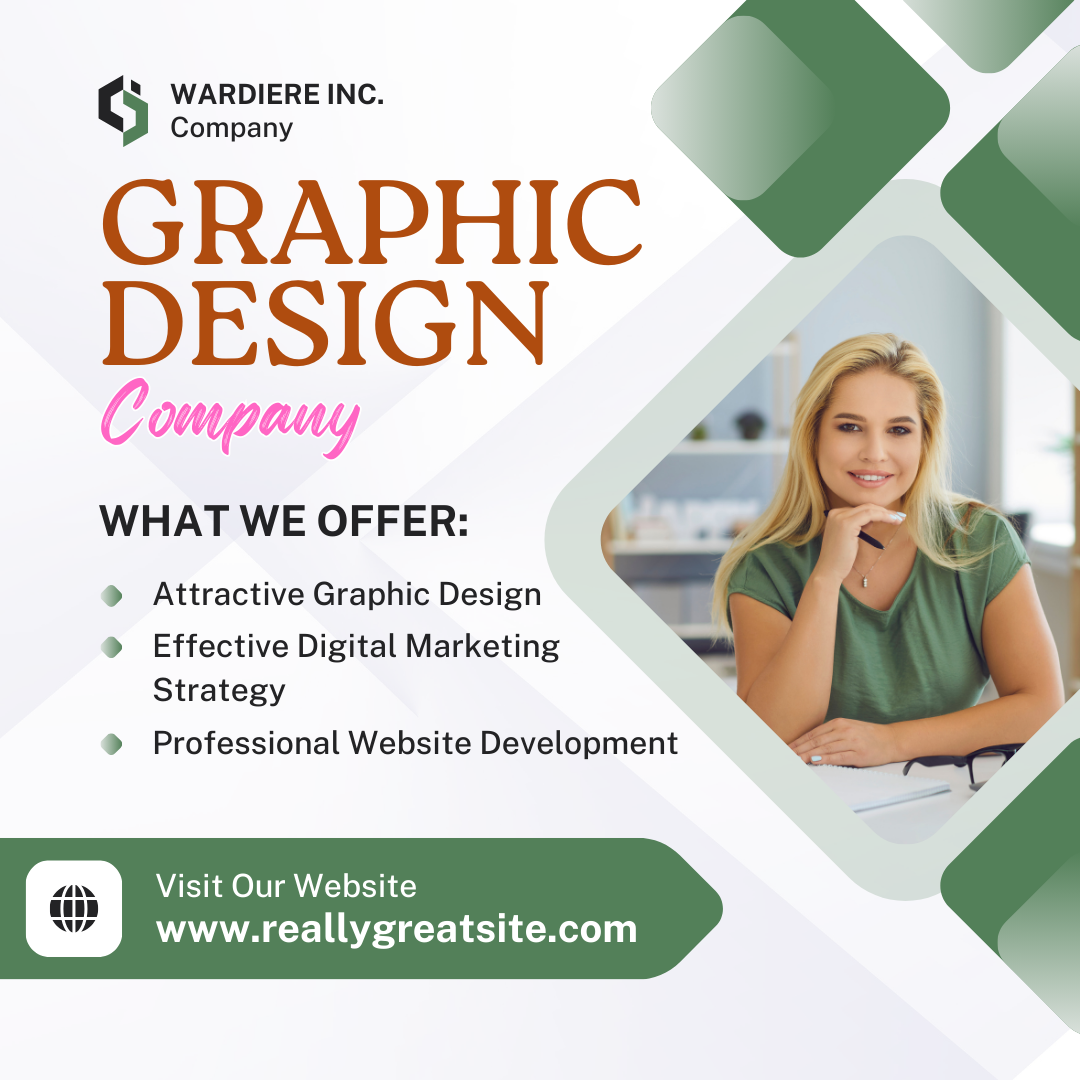 WARDIERE INC.
Company
GRAPHIC
DESIGN
Company
WHAT WE OFFER:
Attractive Graphic Design
Effective Digital Marketing
Strategy
Professional Website Development
Visit Our Website
www.reallygreatsite.com